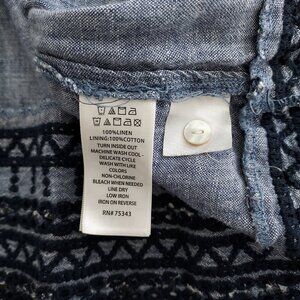 100%LINEN
LINING:100%COTTON
TURN INSIDE OUT
MACHINE WASH COOL -
DELICATE CYCLE
WASH WITH LIKE
COLORS
NON-CHLORINE
BLEACH WHEN NEEDED
LINE DRY
LOW IRON
IRON ON REVERSE
RN# 75343